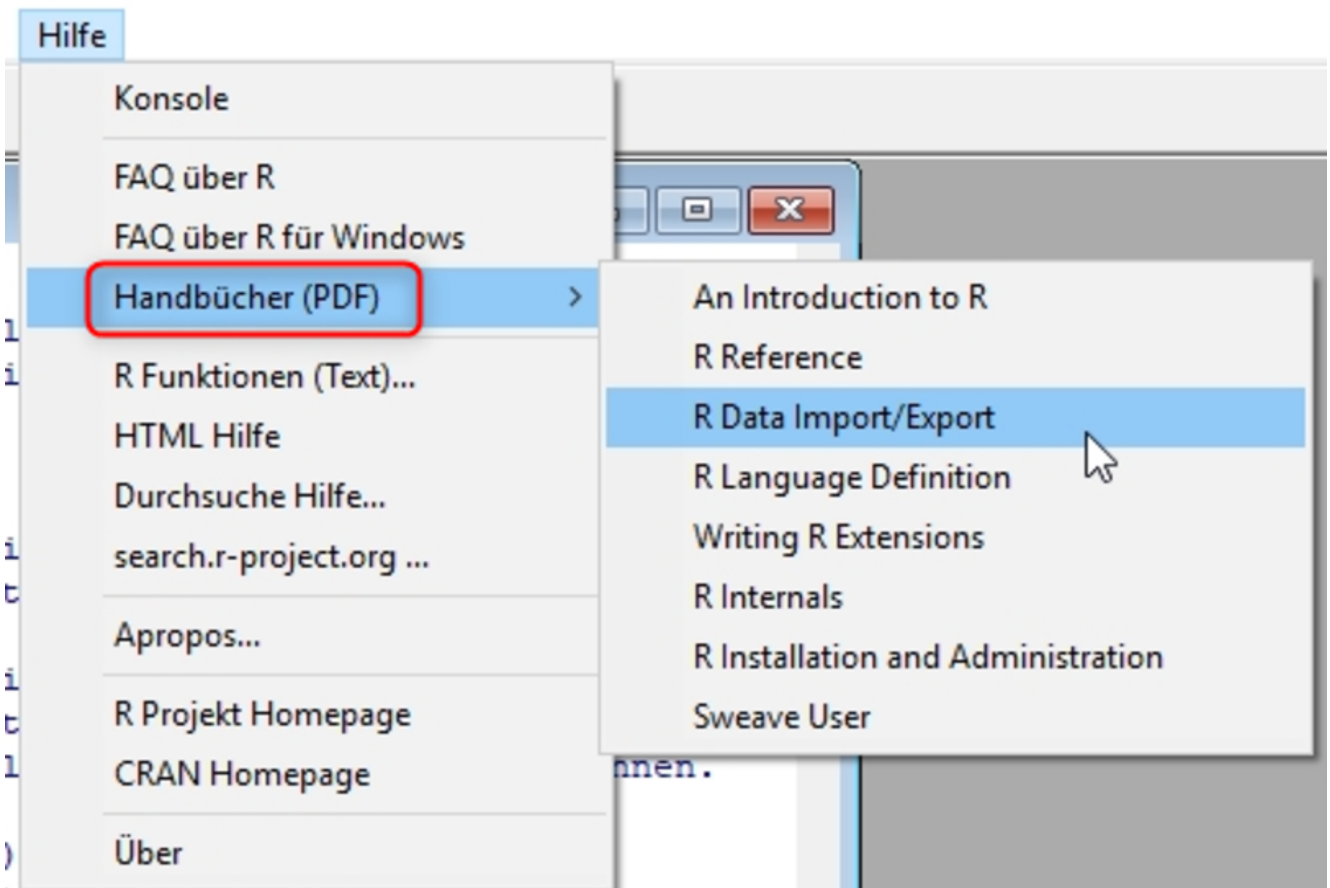 Hilfe
Konsole
FAQ über R
FAQ über R für Windows
Handbücher (PDF)
R Funktionen (Text)...
HTML Hilfe
Durchsuche Hilfe...
search.r-project.org ...
Apropos...
R Projekt Homepage
CRAN Homepage
Über
An Introduction to R
R Reference
R Data Import/Export
R Language Definition
Writing R Extensions
R Internals
R Installation and Administration
Sweave User
nnen.